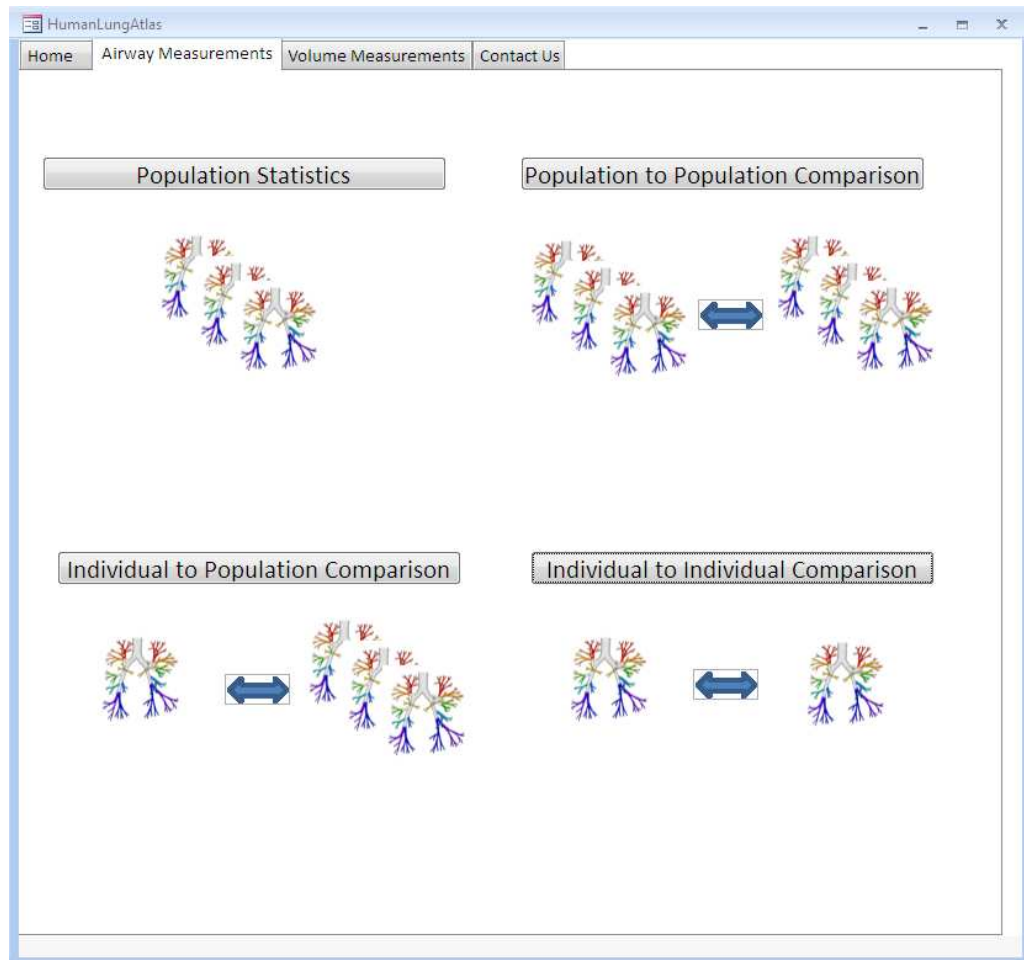 HumanLungAtlas
Home Airway Measurements Volume Measurements Contact Us
Population Statistics Population to Population Comparison
Individual to Population Comparison Individual to Individual Comparison